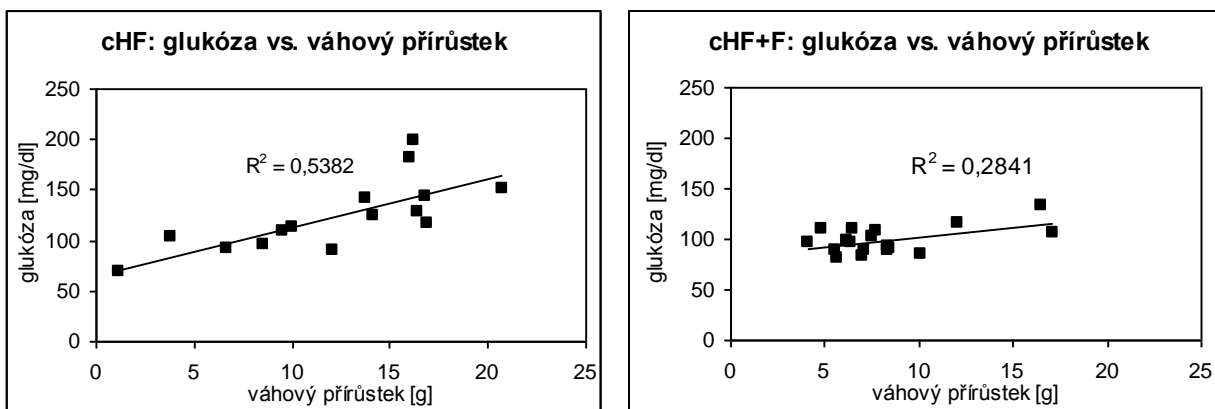 cHF: glukóza vs. váhový přírůstek
250
200
150
100
50
0
glukóza [mg/dl]
R² = 0,5382
0 5 10 15 20 25
váhový přírůstek [g]
cHF+F: glukóza vs. váhový přírůstek
250
200
150
100
50
0
glukóza [mg/dl]
R² = 0,2841
0 5 10 15 20 25
váhový přírůstek [g]